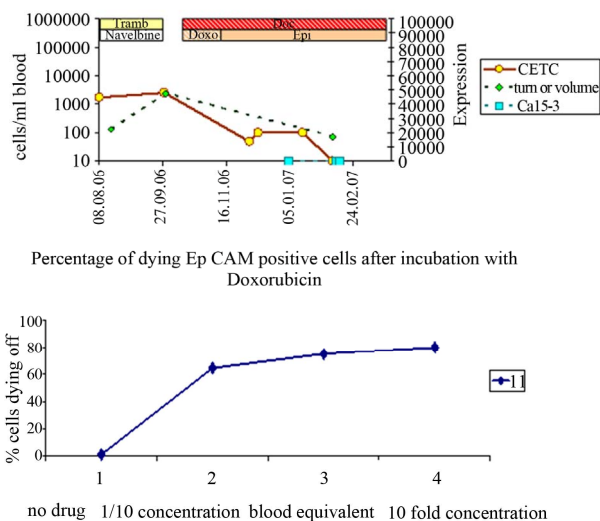 1000000
100000
10000
1000
100
10
cells/ml blood
Tramb
Navelbine
Doc
Doxo
Epi
100000
90000
80000
70000
60000
50000
40000
30000
20000
10000
0
Expression
08.08.06
27.09.06
16.11.06
05.01.07
24.02.07
CETC
turn or volume
Ca15-3
Percentage of dying Ep CAM positive cells after incubation with
Doxorubicin
100
80
60
40
20
0
% cells dying off
1 2 3 4
no drug 1/10 concentration blood equivalent 10 fold concentration
11